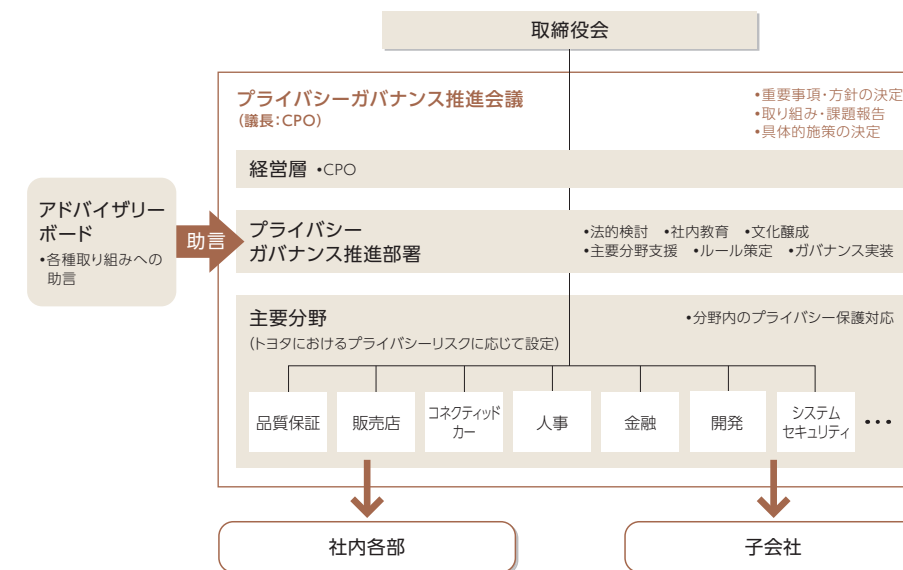 取締役会
プライバシーガバナンス推進会議
(議長:CPO)
•重要事項・方針の決定
•取り組み・課題報告
•具体的施策の決定
経営層 •CPO
アドバイザリー
ボード
•各種取り組みへの
助言
助言
プライバシー
ガバナンス推進部署
•法的検討 •社内教育 •文化醸成
•主要分野支援 •ルール策定 •ガバナンス実装
主要分野
(トヨタにおけるプライバシーリスクに応じて設定)
•分野内のプライバシー保護対応
品質保証
販売店
コネクティッド
カー
人事
金融
開発
システム
セキュリティ
•••
社内各部
子会社